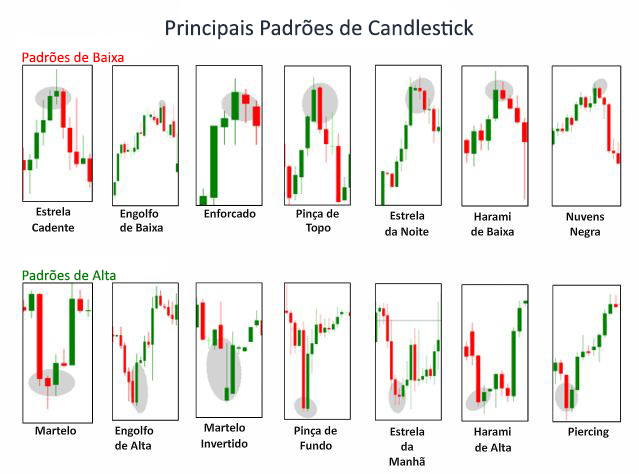 Principais Padrões de Candlestick
Padrões de Baixa
Estrela
Cadente
Engolfo
de Baixa
Enforcado
Pinça de
Topo
Estrela
da Noite
Harami
de Baixa
Nuvens
Negra
Padrões de Alta
Martelo
Engolfo
de Alta
Martelo
Invertido
Pinça de
Fundo
Estrela
da
Manhã
Harami
de Alta
Piercing